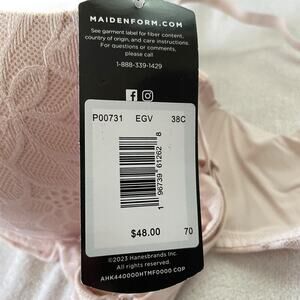 MAIDENFORM.COM
See garment label for fiber content,
country of origin, and care instructions.
For questions or comments,
please call
1-888-339-1429
P00731 EGV 38C
1 96739 61262 8
$48.00 70
©2023 Hanesbrands Inc.
All rights reserved.
AHK440000HTMF0000 COP